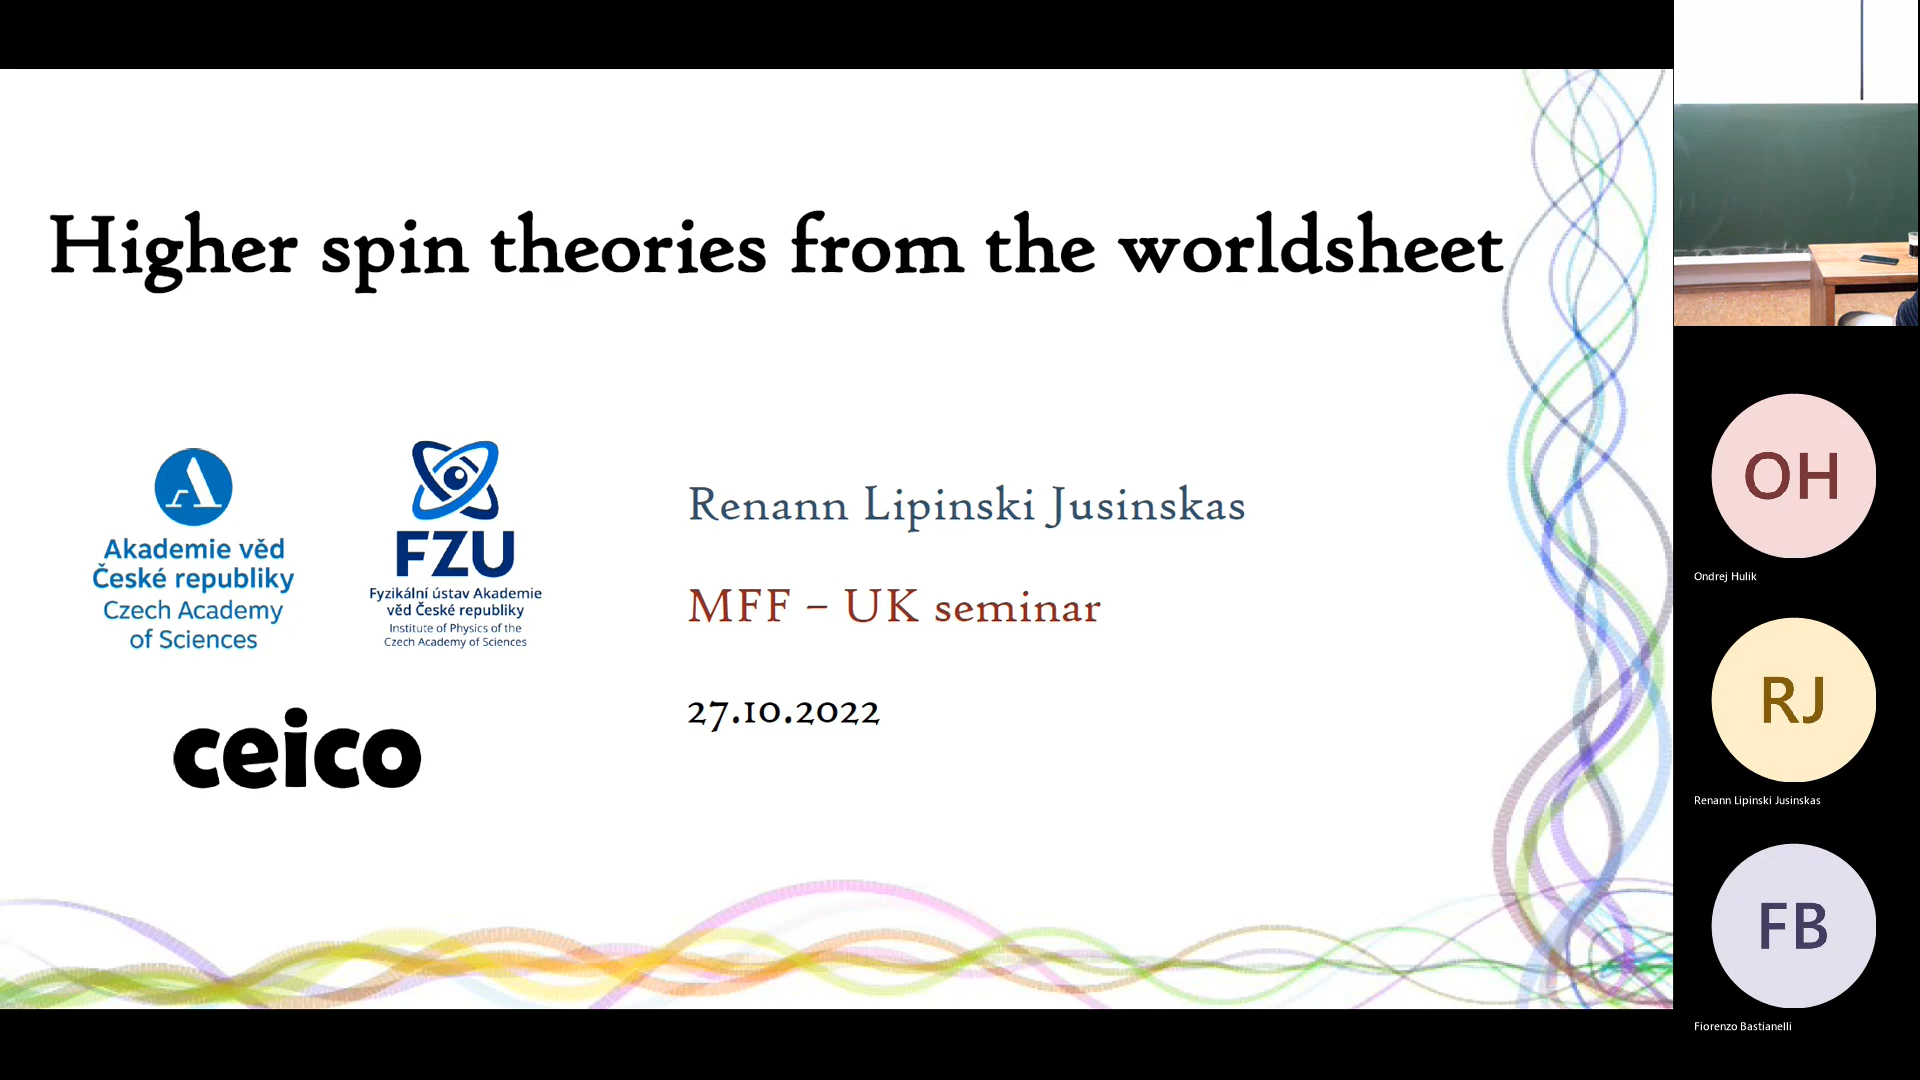 Higher spin theories from the worldsheet
Akademie věd
České republiky
Czech Academy
of Sciences
FZU
Fyzikální ústav Akademie
věd České republiky
Institute of Physics of the
Czech Academy of Sciences
ceico
Renann Lipinski Jusinskas
MFF – UK seminar
27.10.2022
OH
Ondrej Hulik
RJ
Renann Lipinski Jusinskas
FB
Fiorenzo Bastianelli